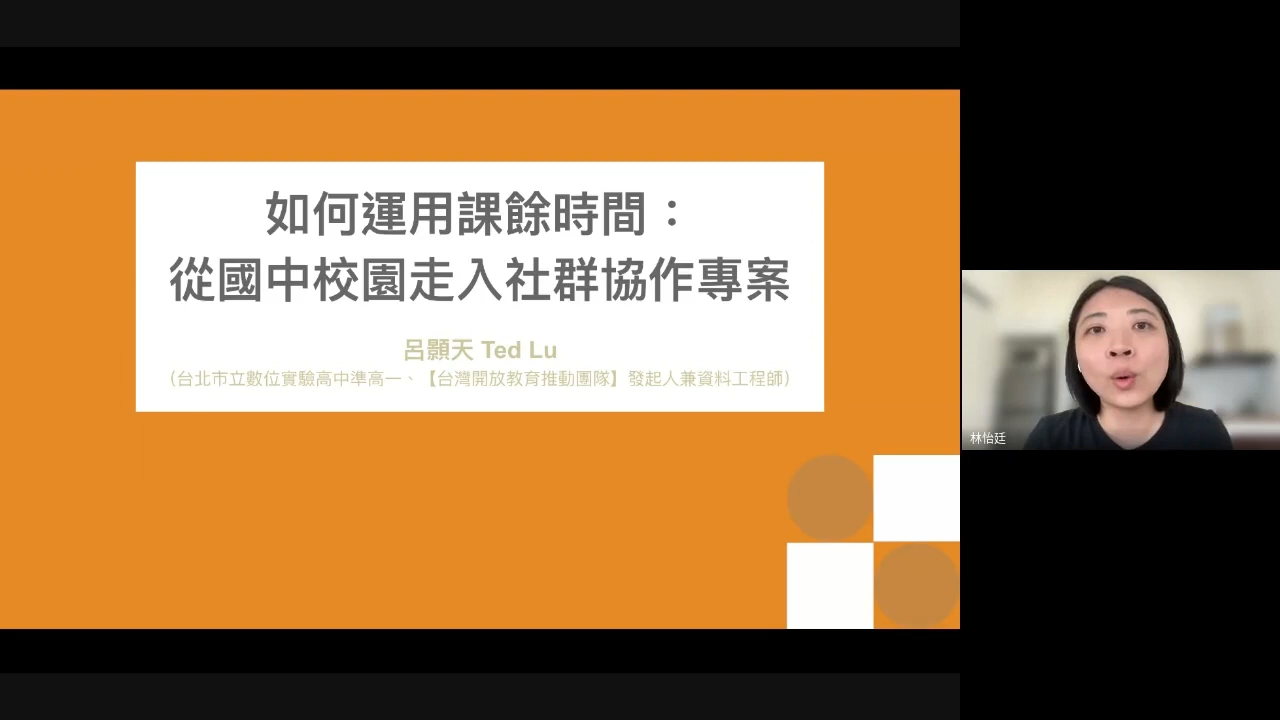 如何運用課餘時間：
從國中校園走入社群協作專案
呂顥天 Ted Lu
（台北市立數位實驗高中準高一、【台灣開放教育推動團隊】發起人兼資料工程師）
林怡廷